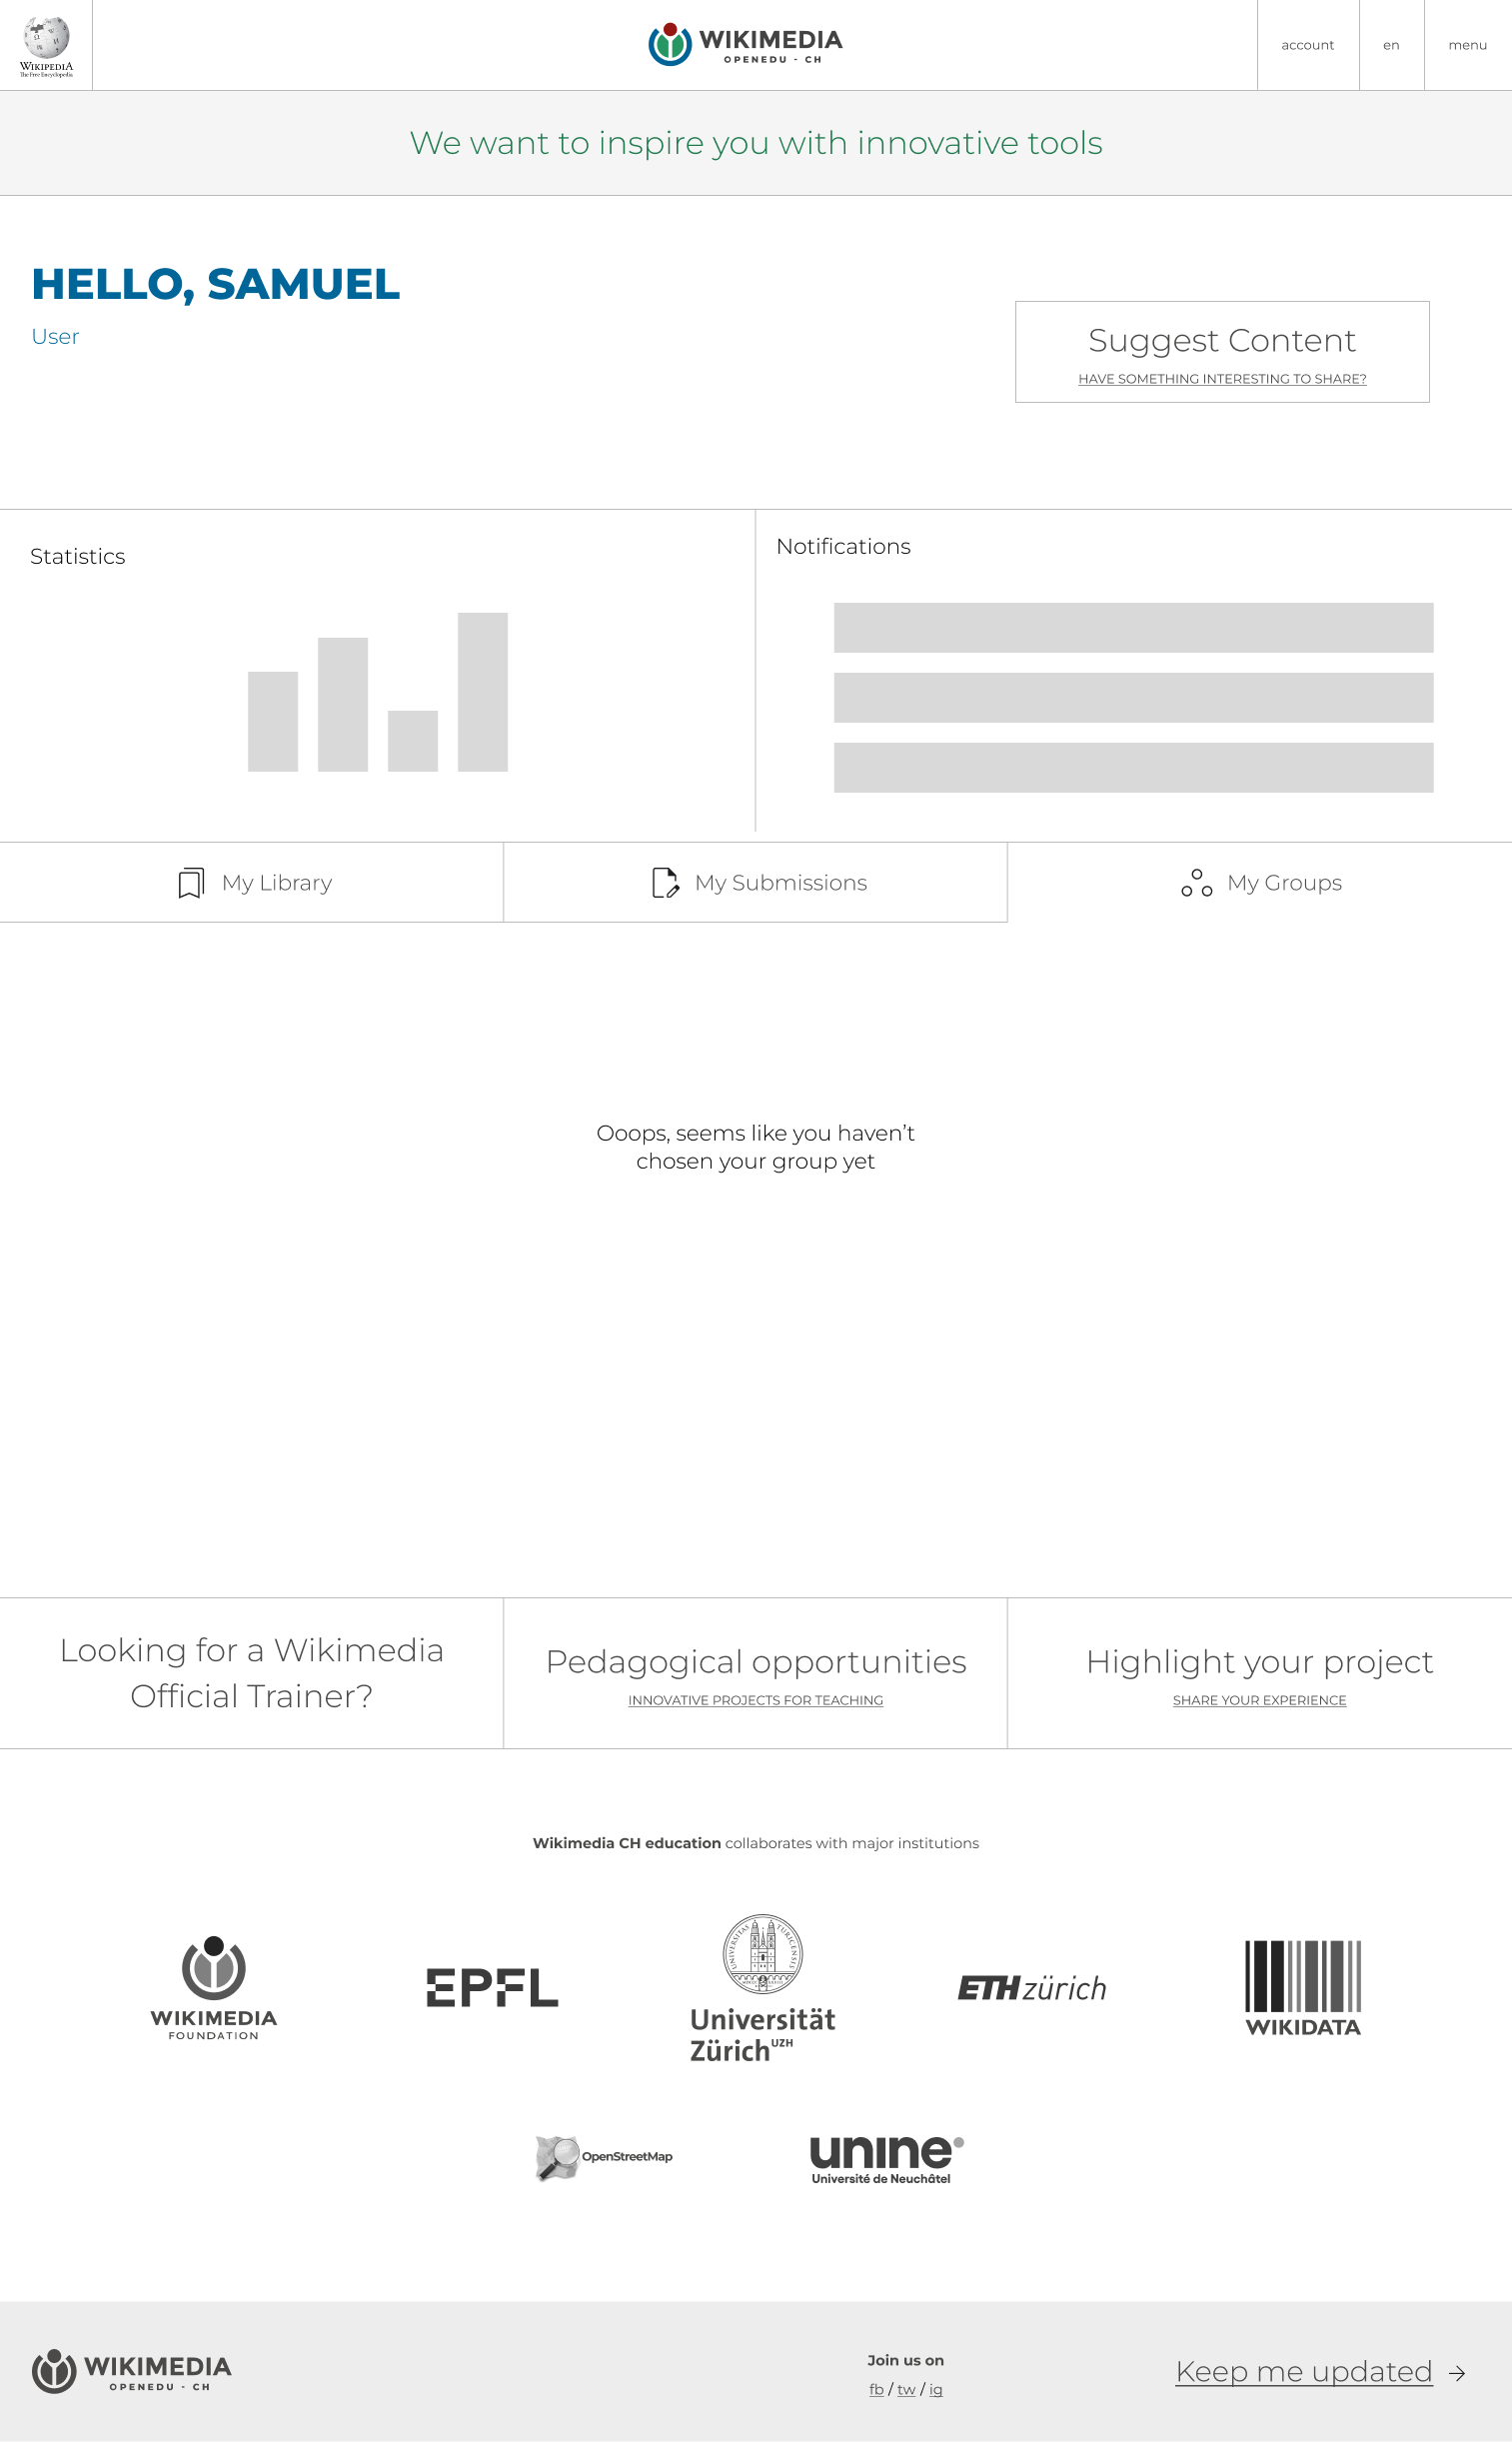 WIKIPEDIA
The Free Encyclopedia
WIKIMEDIA
OPENEDU - CH
account
en
menu
We want to inspire you with innovative tools
HELLO, SAMUEL
User
Suggest Content
HAVE SOMETHING INTERESTING TO SHARE?
Statistics
Notifications
My Library
My Submissions
My Groups
Ooops, seems like you haven’t
chosen your group yet
Looking for a Wikimedia
Official Trainer?
Pedagogical opportunities
INNOVATIVE PROJECTS FOR TEACHING
Highlight your project
SHARE YOUR EXPERIENCE
Wikimedia CH education collaborates with major institutions
WIKIMEDIA
FOUNDATION
EPFL
UNIVERSITAS TURICENSIS
Universität
Zürich UZH
ETH zürich
WIKIDATA
OpenStreetMap
unine
Université de Neuchâtel
WIKIMEDIA
OPENEDU - CH
Join us on
fb / tw / ig
Keep me updated →